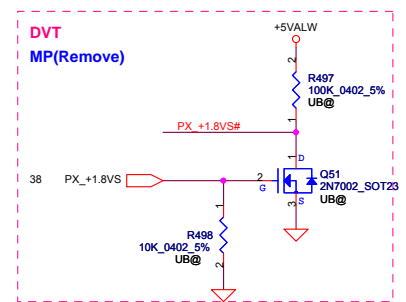 DVT
MP(Remove)
+5VALW
2
R497
100K_0402_5%
UB@
1
PX_+1.8VS#
1
D
38
PX_+1.8VS
2
G
Q51
2N7002_SOT23
UB@
S
3
1
R498
10K_0402_5%
UB@
2